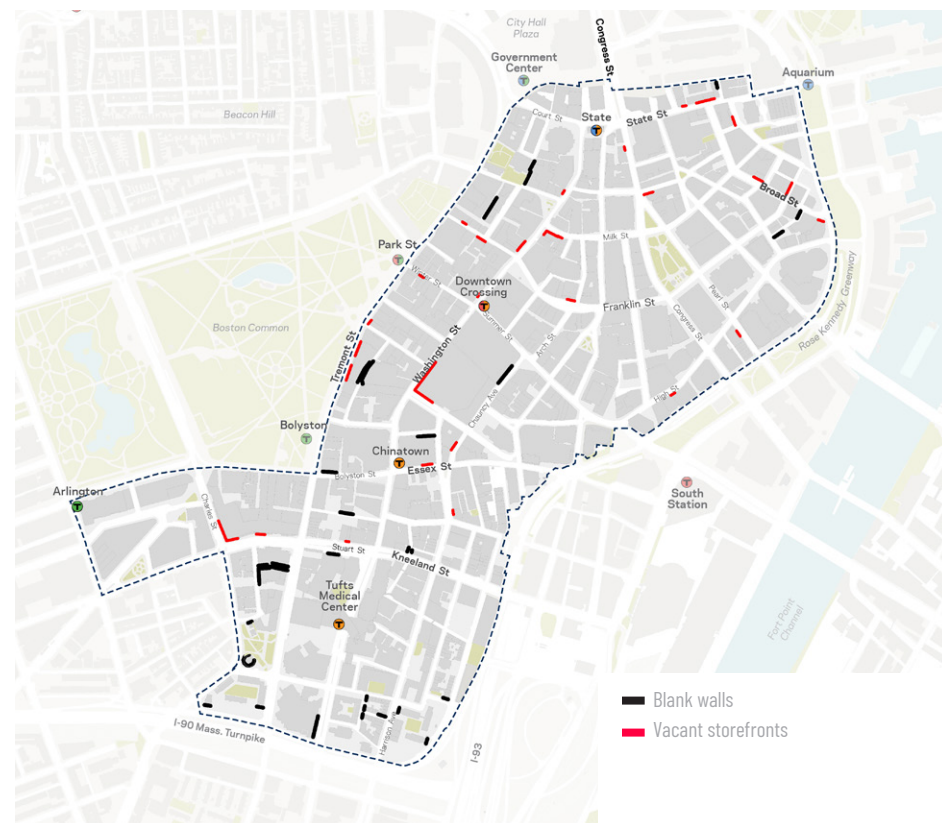 City Hall
Plaza
Congress St
Government
Center
Aquarium
Beacon Hill
Court St
State
State St
Broad St
Milk St
Park St
Winter St
Downtown
Crossing
Franklin St
Pearl St
Rose Kennedy Greenway
Boston Common
Tremont St
Washington St
Summer St
Arch St
Congress St
High St
Chauncy Ave
Bolyston
Chinatown
Essex St
Bolyston St
Arlington
Charles St
South
Station
Stuart St
Kneeland St
Tufts
Medical
Center
Fort Point
Channel
Harrison Ave
I-90 Mass. Turnpike
I-93
Blank walls
Vacant storefronts